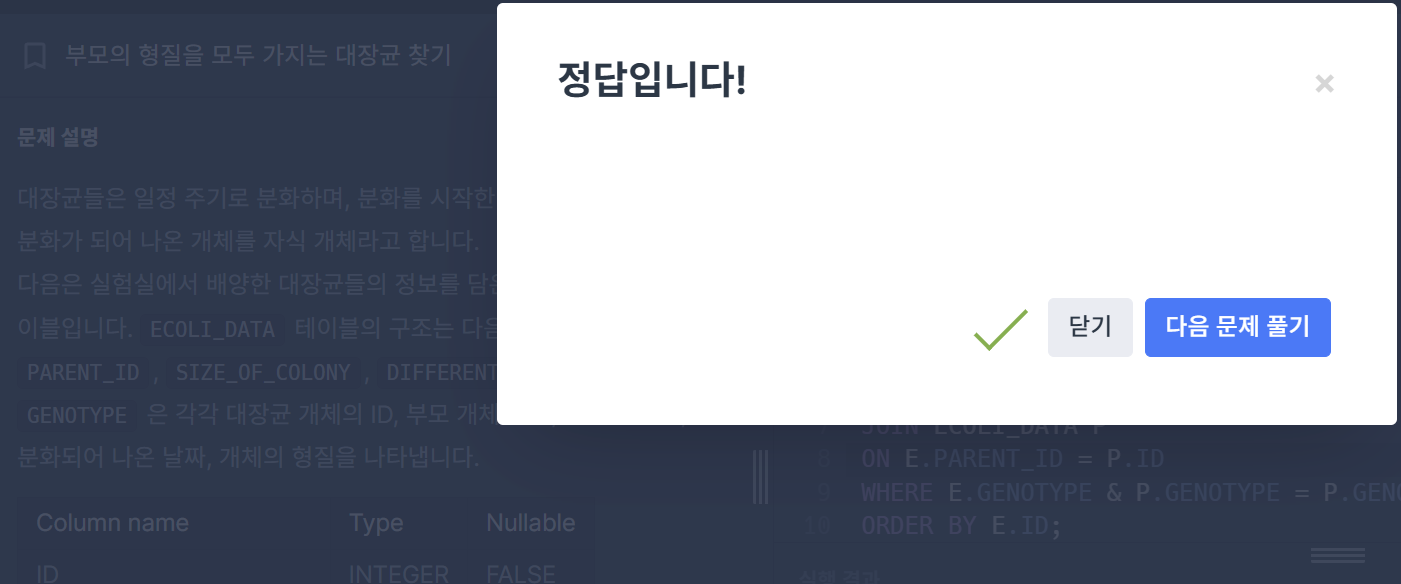 부모의 형질을 모두 가지는 대장균 찾기
문제 설명
대장균들은 일정 주기로 분화하며, 분화를 시작한
분화가 되어 나온 개체를 자식 개체라고 합니다.
다음은 실험실에서 배양한 대장균들의 정보를 담은
이블입니다. ECOLI_DATA 테이블의 구조는 다음
PARENT_ID , SIZE_OF_COLONY , DIFFERENT
GENOTYPE 은 각각 대장균 개체의 ID, 부모 개체
분화되어 나온 날짜, 개체의 형질을 나타냅니다.
Column name Type Nullable
ID INTEGER FALSE
정답입니다!
×
닫기
다음 문제 풀기
JOIN ECOLI_DATA P
8 ON E.PARENT_ID = P.ID
9 WHERE E.GENOTYPE & P.GENOTYPE = P.GENO
10 ORDER BY E.ID;
실행 결과